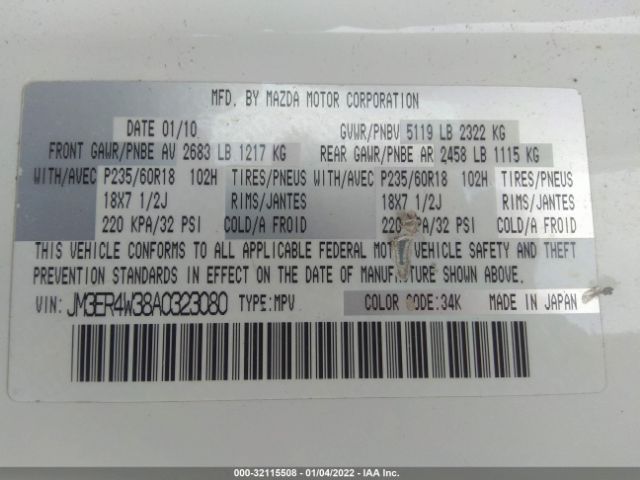 MFD. BY MAZDA MOTOR CORPORATION
DATE 01/10 GVWR/PNBV 5119 LB 2322 KG
FRONT GAWR/PNBE AV 2683 LB 1217 KG REAR GAWR/PNBE AR 2458 LB 1115 KG
WITH/AVEC P235/60R18 102H TIRES/PNEUS WITH/AVEC P235/60R18 102H TIRES/PNEUS
18X7 1/2J RIMS/JANTES 18X7 1/2J RIMS/JANTES
220 KPA/32 PSI COLD/A FROID 220 KPA/32 PSI COLD/A FROID
THIS VEHICLE CONFORMS TO ALL APPLICABLE FEDERAL MOTOR VEHICLE SAFETY AND THEFT
PREVENTION STANDARDS IN EFFECT ON THE DATE OF MANUFACTURE SHOWN ABOVE.
VIN: JM3ER4W38A0323080 TYPE:MPV COLOR CODE:34K MADE IN JAPAN
000-32115508 - 01/04/2022 - IAA Inc.